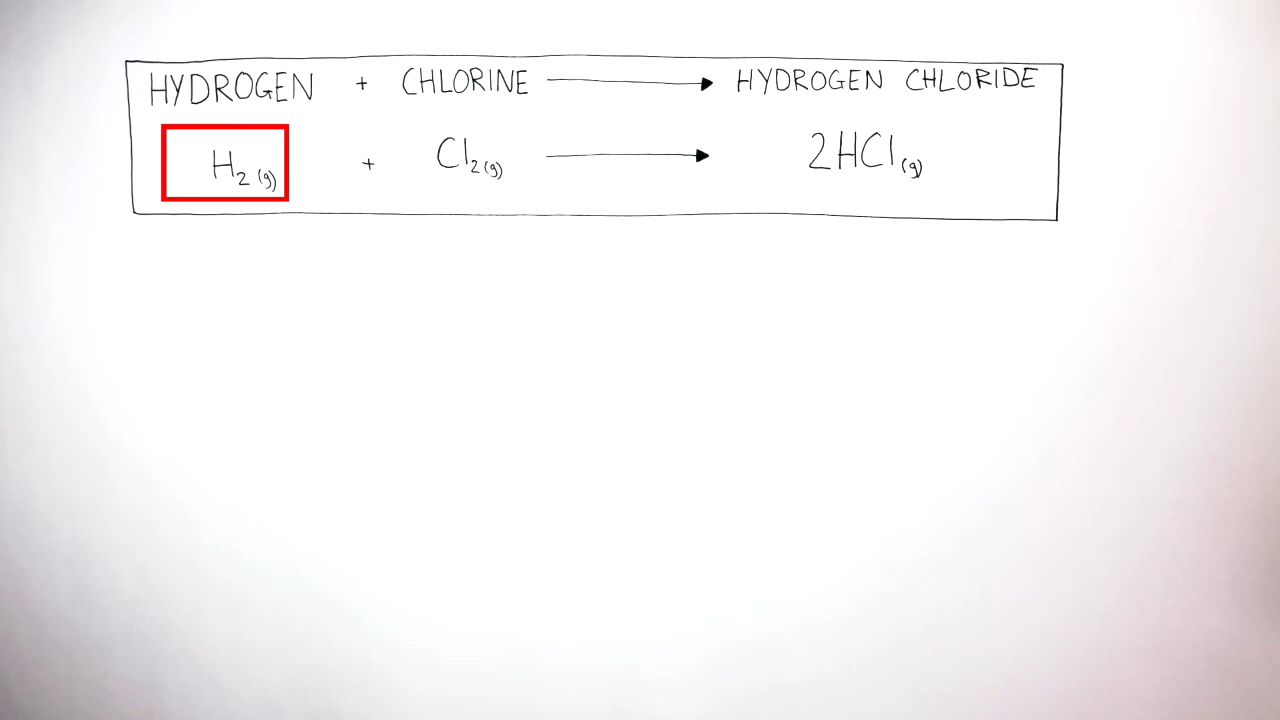 HYDROGEN + CHLORINE ⟶ HYDROGEN CHLORIDE
H₂ (g) + Cl₂ (g) ⟶ 2HCl (g)